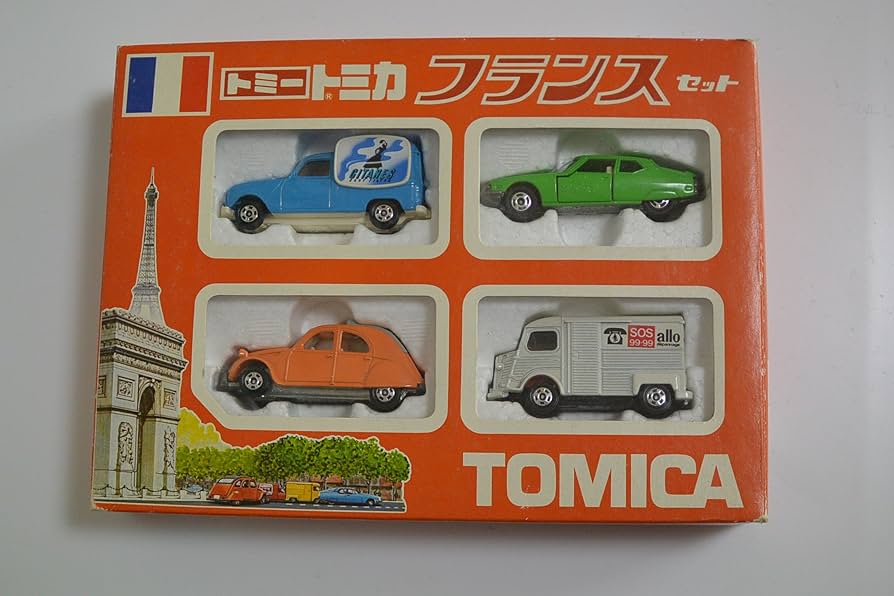 トミー トミカ® フランス セット
GITANES
SOS
99-99
allo
dépannage
TOMICA